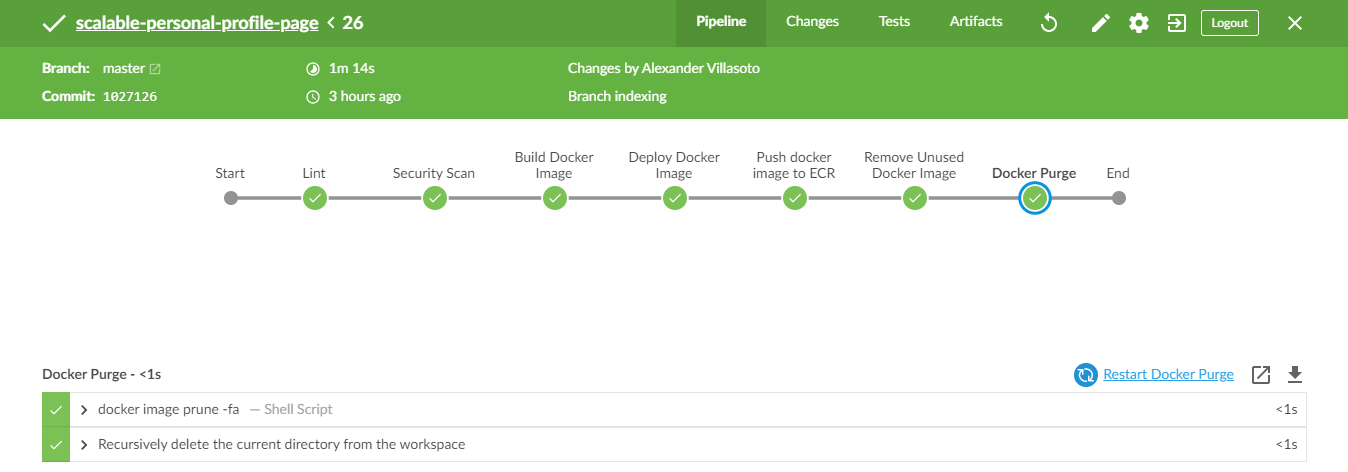 scalable-personal-profile-page < 26
Pipeline Changes Tests Artifacts Logout
Branch: master 1m 14s Changes by Alexander Villasoto
Commit: 1027126 3 hours ago Branch indexing
Start
Lint
Security Scan
Build Docker
Image
Deploy Docker
Image
Push docker
image to ECR
Remove Unused
Docker Image
Docker Purge
End
Docker Purge - <1s Restart Docker Purge
docker image prune -fa — Shell Script <1s
Recursively delete the current directory from the workspace <1s